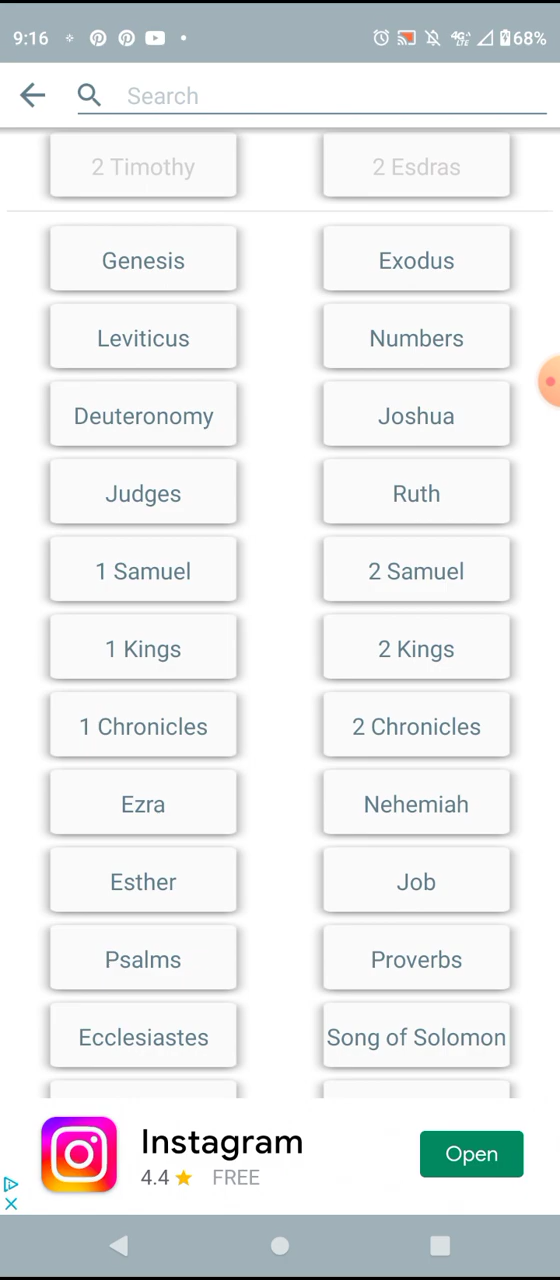 9:16 4G LTE 68%
Search
2 Timothy 2 Esdras
Genesis Exodus
Leviticus Numbers
Deuteronomy Joshua
Judges Ruth
1 Samuel 2 Samuel
1 Kings 2 Kings
1 Chronicles 2 Chronicles
Ezra Nehemiah
Esther Job
Psalms Proverbs
Ecclesiastes Song of Solomon
Instagram
4.4 FREE
Open